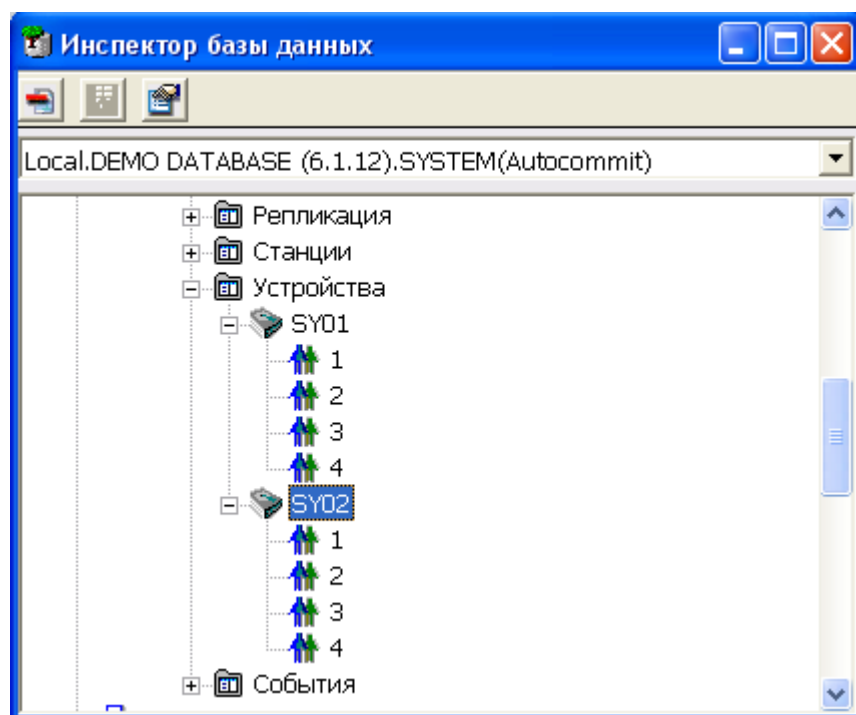 Инспектор базы данных
Local.DEMO DATABASE (6.1.12).SYSTEM(Autocommit)
Репликация
Станции
Устройства
SY01
1
2
3
4
SY02
1
2
3
4
События